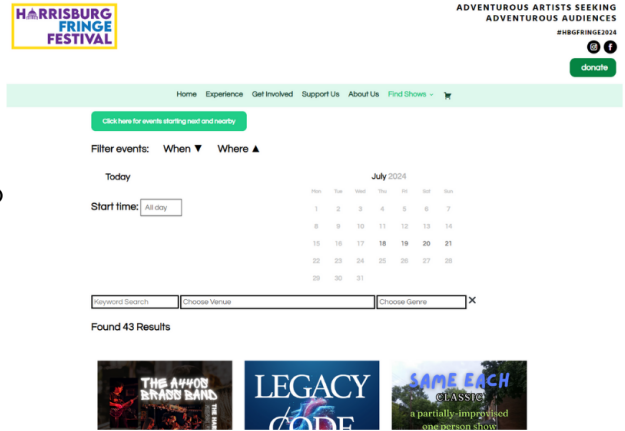 HARRISBURG
FRINGE
FESTIVAL
ADVENTUROUS ARTISTS SEEKING
ADVENTUROUS AUDIENCES
#HBGFRINGE2024
donate
Home Experience Get Involved Support Us About Us Find Shows
Click here for events starting next and nearby
Filter events: When ▼ Where ▲
Today
July 2024
Mon Tue Wed Thu Fri Sat Sun
Start time: All day
1 2 3 4 5 6 7
8 9 10 11 12 13 14
15 16 17 18 19 20 21
22 23 24 25 26 27 28
29 30 31
Keyword Search Choose Venue Choose Genre ✕
Found 43 Results
THE A440S
BRASS BAND
LEGACY
CODE
SAME EACH
CLASSIC
a partially-improvised
one person show